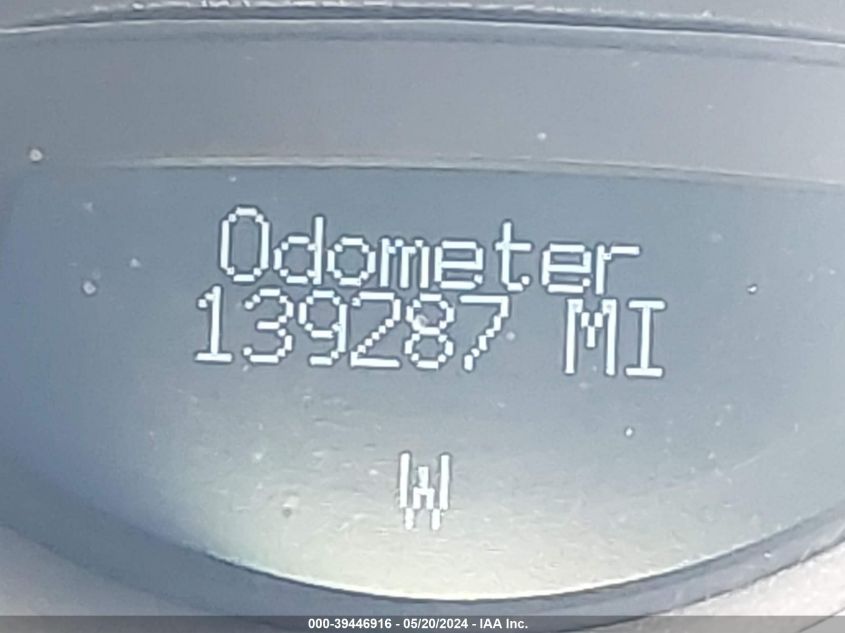 Odometer
139287 MI
W
000-39446916 - 05/20/2024 - IAA Inc.